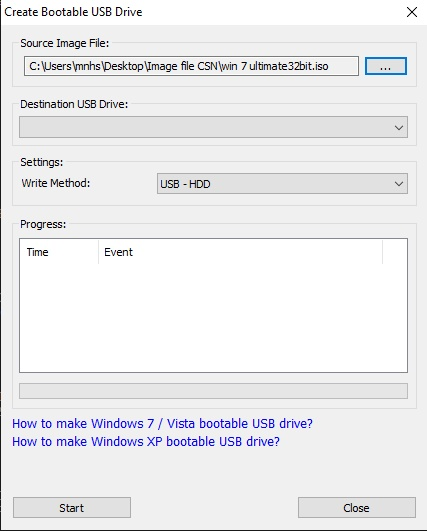 Create Bootable USB Drive
Source Image File:
C:\Users\mnhs\Desktop\Image file CSN\win 7 ultimate32bit.iso
...
Destination USB Drive:
Settings:
Write Method:
USB - HDD
Progress:
Time Event
How to make Windows 7 / Vista bootable USB drive?
How to make Windows XP bootable USB drive?
Start Close